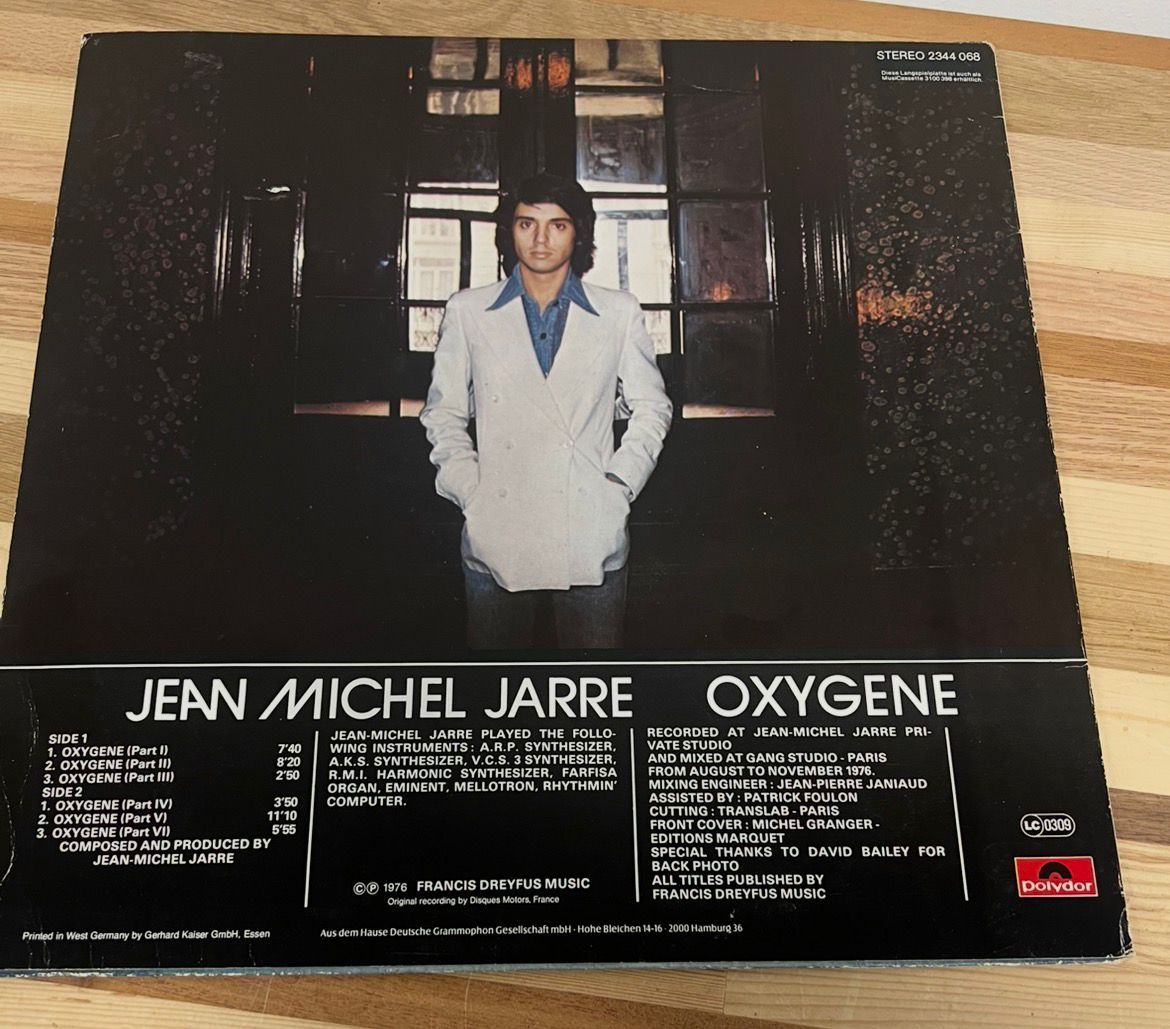 STEREO 2344 068
Diese Langspielplatte ist auch als
MusiCassette 3100 398 erhältlich.
JEAN MICHEL JARRE OXYGENE
SIDE 1
1. OXYGENE (Part I) 7'40
2. OXYGENE (Part II) 8'20
3. OXYGENE (Part III) 2'50
SIDE 2
1. OXYGENE (Part IV) 3'50
2. OXYGENE (Part V) 11'10
3. OXYGENE (Part VI) 5'55
COMPOSED AND PRODUCED BY
JEAN-MICHEL JARRE
JEAN-MICHEL JARRE PLAYED THE FOLLO-
WING INSTRUMENTS : A.R.P. SYNTHESIZER,
A.K.S. SYNTHESIZER, V.C.S. 3 SYNTHESIZER,
R.M.I. HARMONIC SYNTHESIZER, FARFISA
ORGAN, EMINENT, MELLOTRON, RHYTHMIN'
COMPUTER.
©℗ 1976 FRANCIS DREYFUS MUSIC
Original recording by Disques Motors, France
RECORDED AT JEAN-MICHEL JARRE PRI-
VATE STUDIO
AND MIXED AT GANG STUDIO - PARIS
FROM AUGUST TO NOVEMBER 1976.
MIXING ENGINEER : JEAN-PIERRE JANIAUD
ASSISTED BY : PATRICK FOULON
CUTTING : TRANSLAB - PARIS
FRONT COVER : MICHEL GRANGER -
EDITIONS MARQUET
SPECIAL THANKS TO DAVID BAILEY FOR
BACK PHOTO
ALL TITLES PUBLISHED BY
FRANCIS DREYFUS MUSIC
LC 0309
Polydor
Printed in West Germany by Gerhard Kaiser GmbH, Essen
Aus dem Hause Deutsche Grammophon Gesellschaft mbH · Hohe Bleichen 14-16 · 2000 Hamburg 36